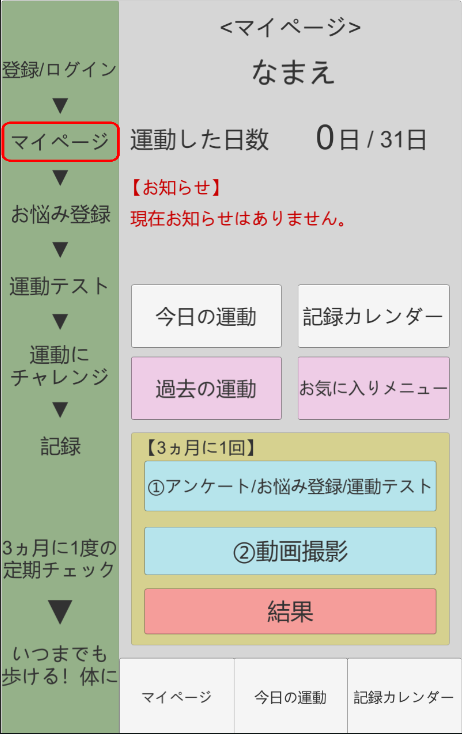 登録/ログイン
▼
マイページ
▼
お悩み登録
▼
運動テスト
▼
運動に
チャレンジ
▼
記録
3ヵ月に1度の
定期チェック
▼
いつまでも
歩ける！体に
<マイページ>
なまえ
運動した日数 0日 / 31日
【お知らせ】
現在お知らせはありません。
今日の運動
記録カレンダー
過去の運動
お気に入りメニュー
【3ヵ月に1回】
①アンケート/お悩み登録/運動テスト
②動画撮影
結果
マイページ
今日の運動
記録カレンダー